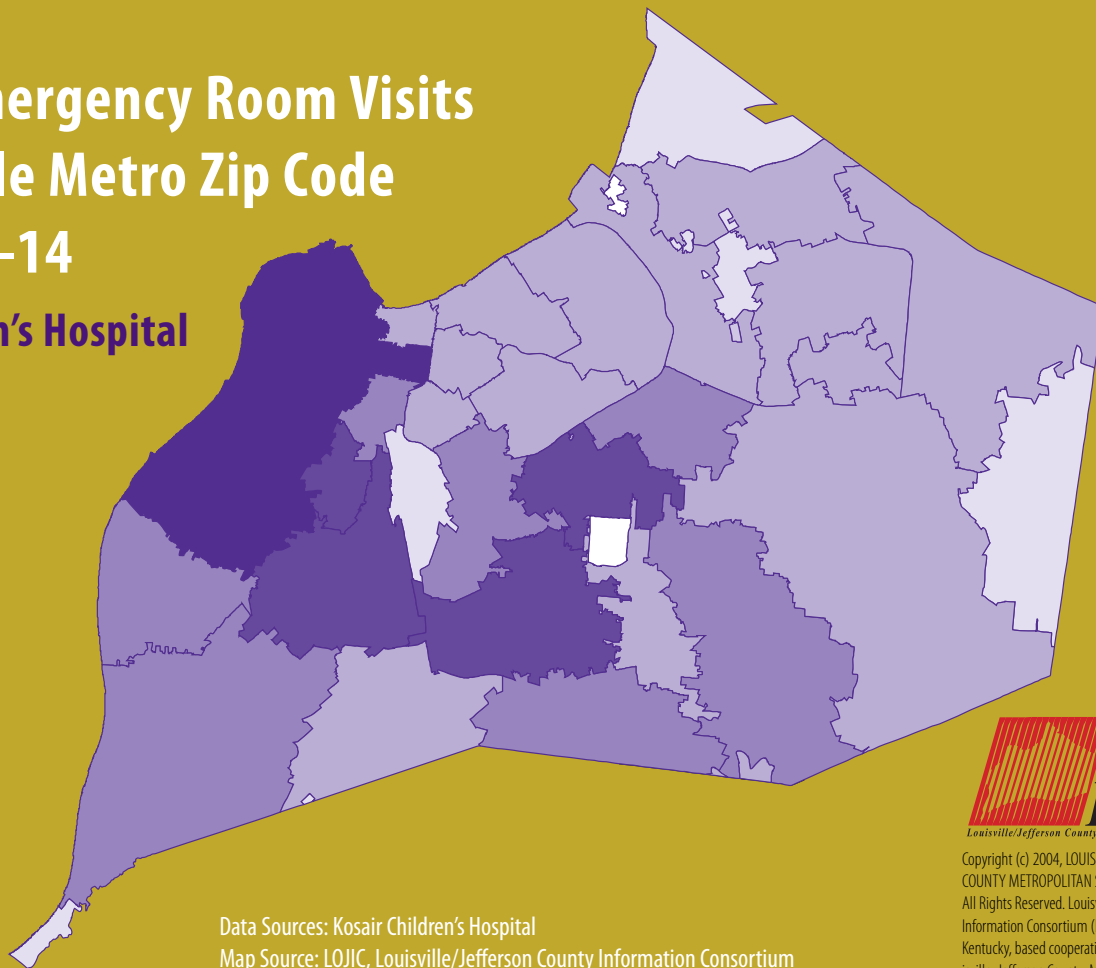 ergency Room Visits
le Metro Zip Code
–14
n's Hospital
Louisville/Jefferson County
Copyright (c) 2004, LOUIS
COUNTY METROPOLITAN
All Rights Reserved. Louisv
Information Consortium (
Kentucky, based cooperati
Data Sources: Kosair Children's Hospital
Map Source: LOJIC, Louisville/Jefferson County Information Consortium